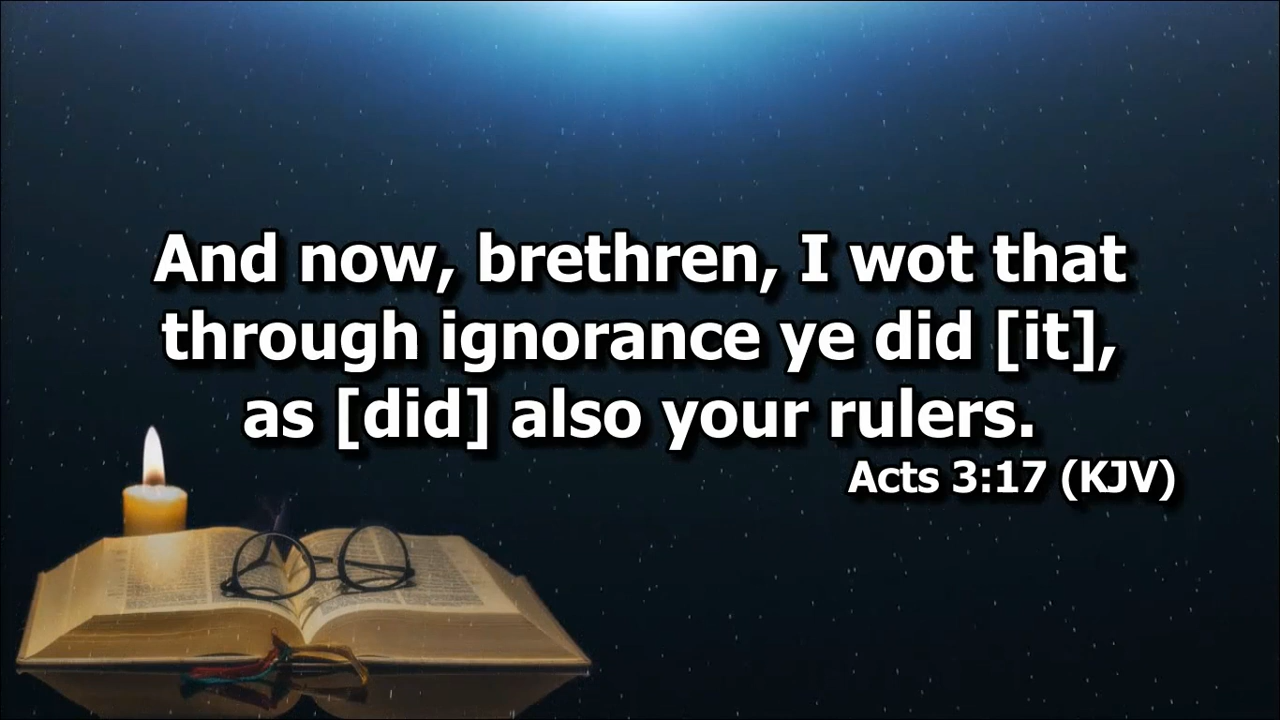 And now, brethren, I wot that
through ignorance ye did [it],
as [did] also your rulers.
Acts 3:17 (KJV)